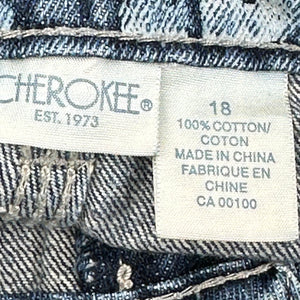 CHEROKEE®
EST. 1973
18
100% COTTON/
COTON
MADE IN CHINA
FABRIQUE EN
CHINE
CA 00100